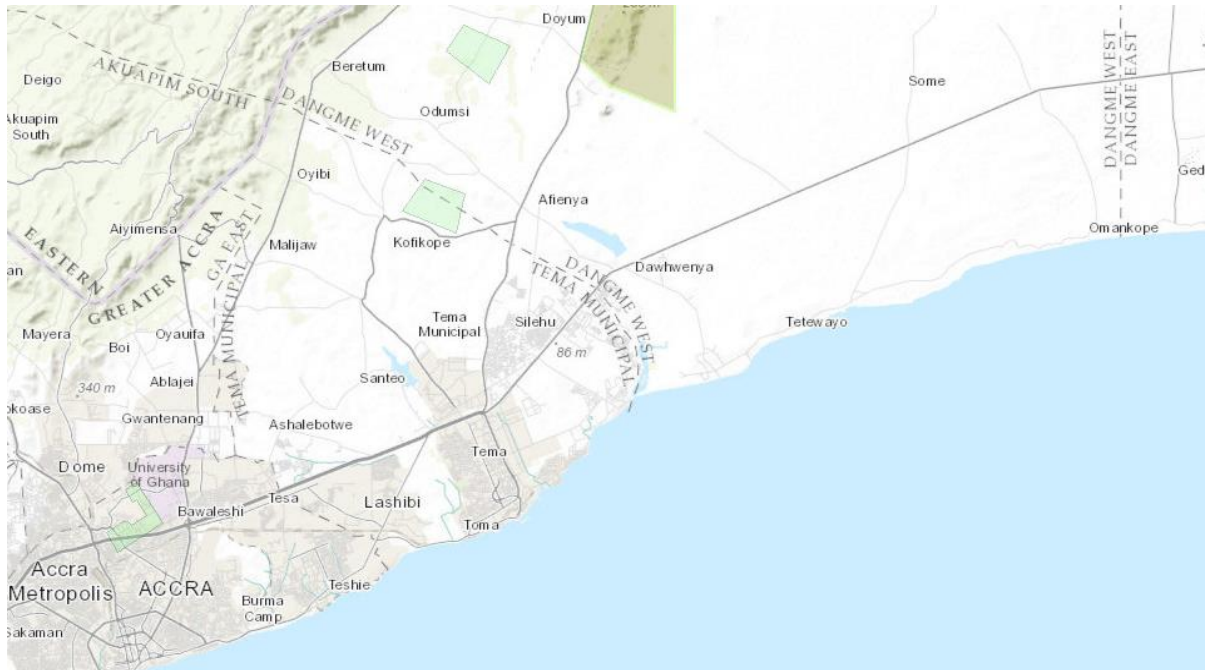 Doyum
Beretum
Deigo
AKUAPIM SOUTH
DANGME WEST
Some
DANGME WEST
DANGME EAST
Odumsi
Akuapim
South
Oyibi
Afienya
Aiyimensa
Malijaw
Kofikope
Omankope
EASTERN
GREATER ACCRA
GA EAST
TEMA MUNICIPAL
Dawhwenya
DANGME WEST
TEMA MUNICIPAL
Tema
Municipal
Silehu
Tetewayo
Mayera
Oyauifa
Boi
86 m
Ablajei
Santeo
340 m
Gwantenang
Ashalebotwe
Dome
University
of Ghana
Tema
Tesa
Lashibi
Bawaleshi
Toma
Accra
Metropolis
ACCRA
Teshie
Burma
Camp
Sakaman